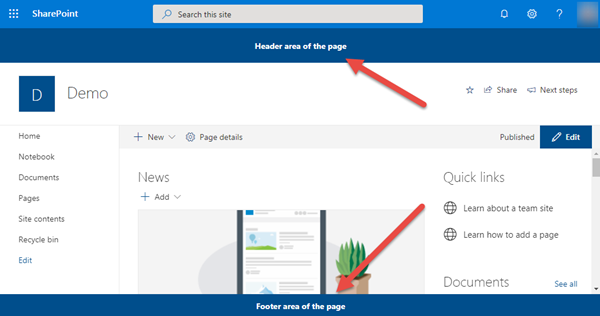 SharePoint
Search this site
Header area of the page
D
Demo
Share
Next steps
Home
Notebook
Documents
Pages
Site contents
Recycle bin
Edit
New
Page details
Published
Edit
News
Add
Quick links
Learn about a team site
Learn how to add a page
Documents
See all
Footer area of the page